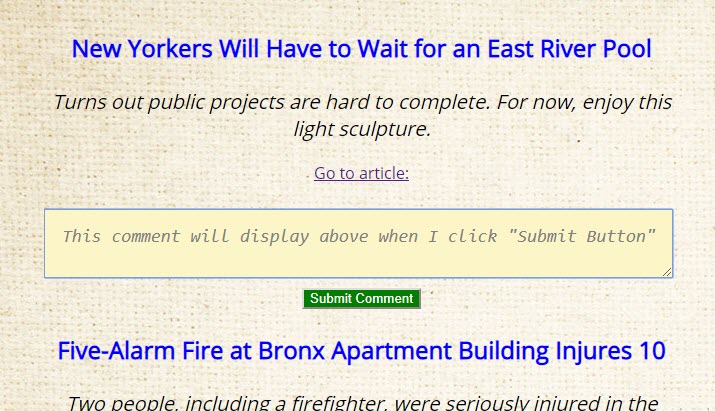 New Yorkers Will Have to Wait for an East River Pool
Turns out public projects are hard to complete. For now, enjoy this
light sculpture.
Go to article:
This comment will display above when I click "Submit Button"
Submit Comment
Five-Alarm Fire at Bronx Apartment Building Injures 10
Two people, including a firefighter, were seriously injured in the